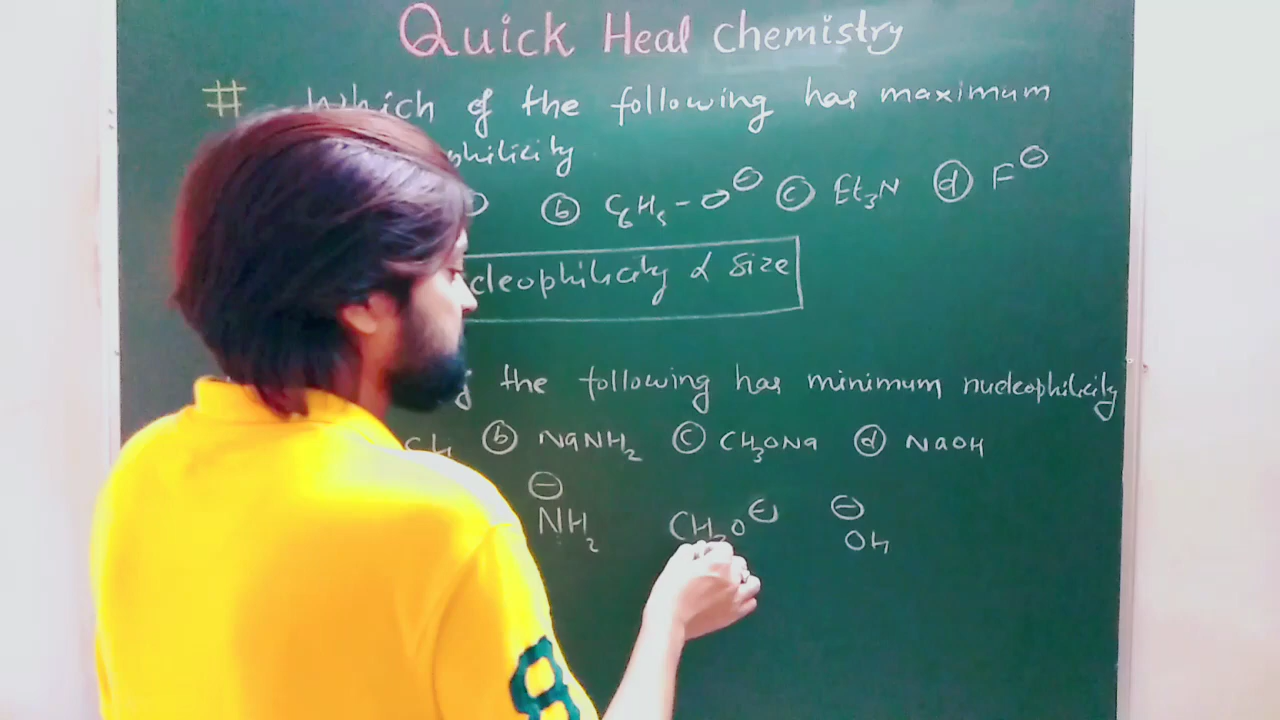 Quick Heal chemistry
# Which of the following has maximum
philicity
ⓑ C₆H₅-O⊖ ⓒ Et₃N ⓓ F⊖
cleophilicity α Size
the following has minimum nucleophilicity
ⓑ NaNH₂ ⓒ CH₃ONa ⓓ NaOH
⊖ ⊖
NH₂ CH₃O⊖ OH
8